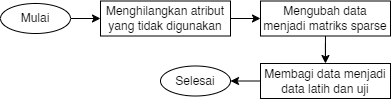 Mulai
Menghilangkan atribut
yang tidak digunakan
Mengubah data
menjadi matriks sparse
Membagi data menjadi
data latih dan uji
Selesai